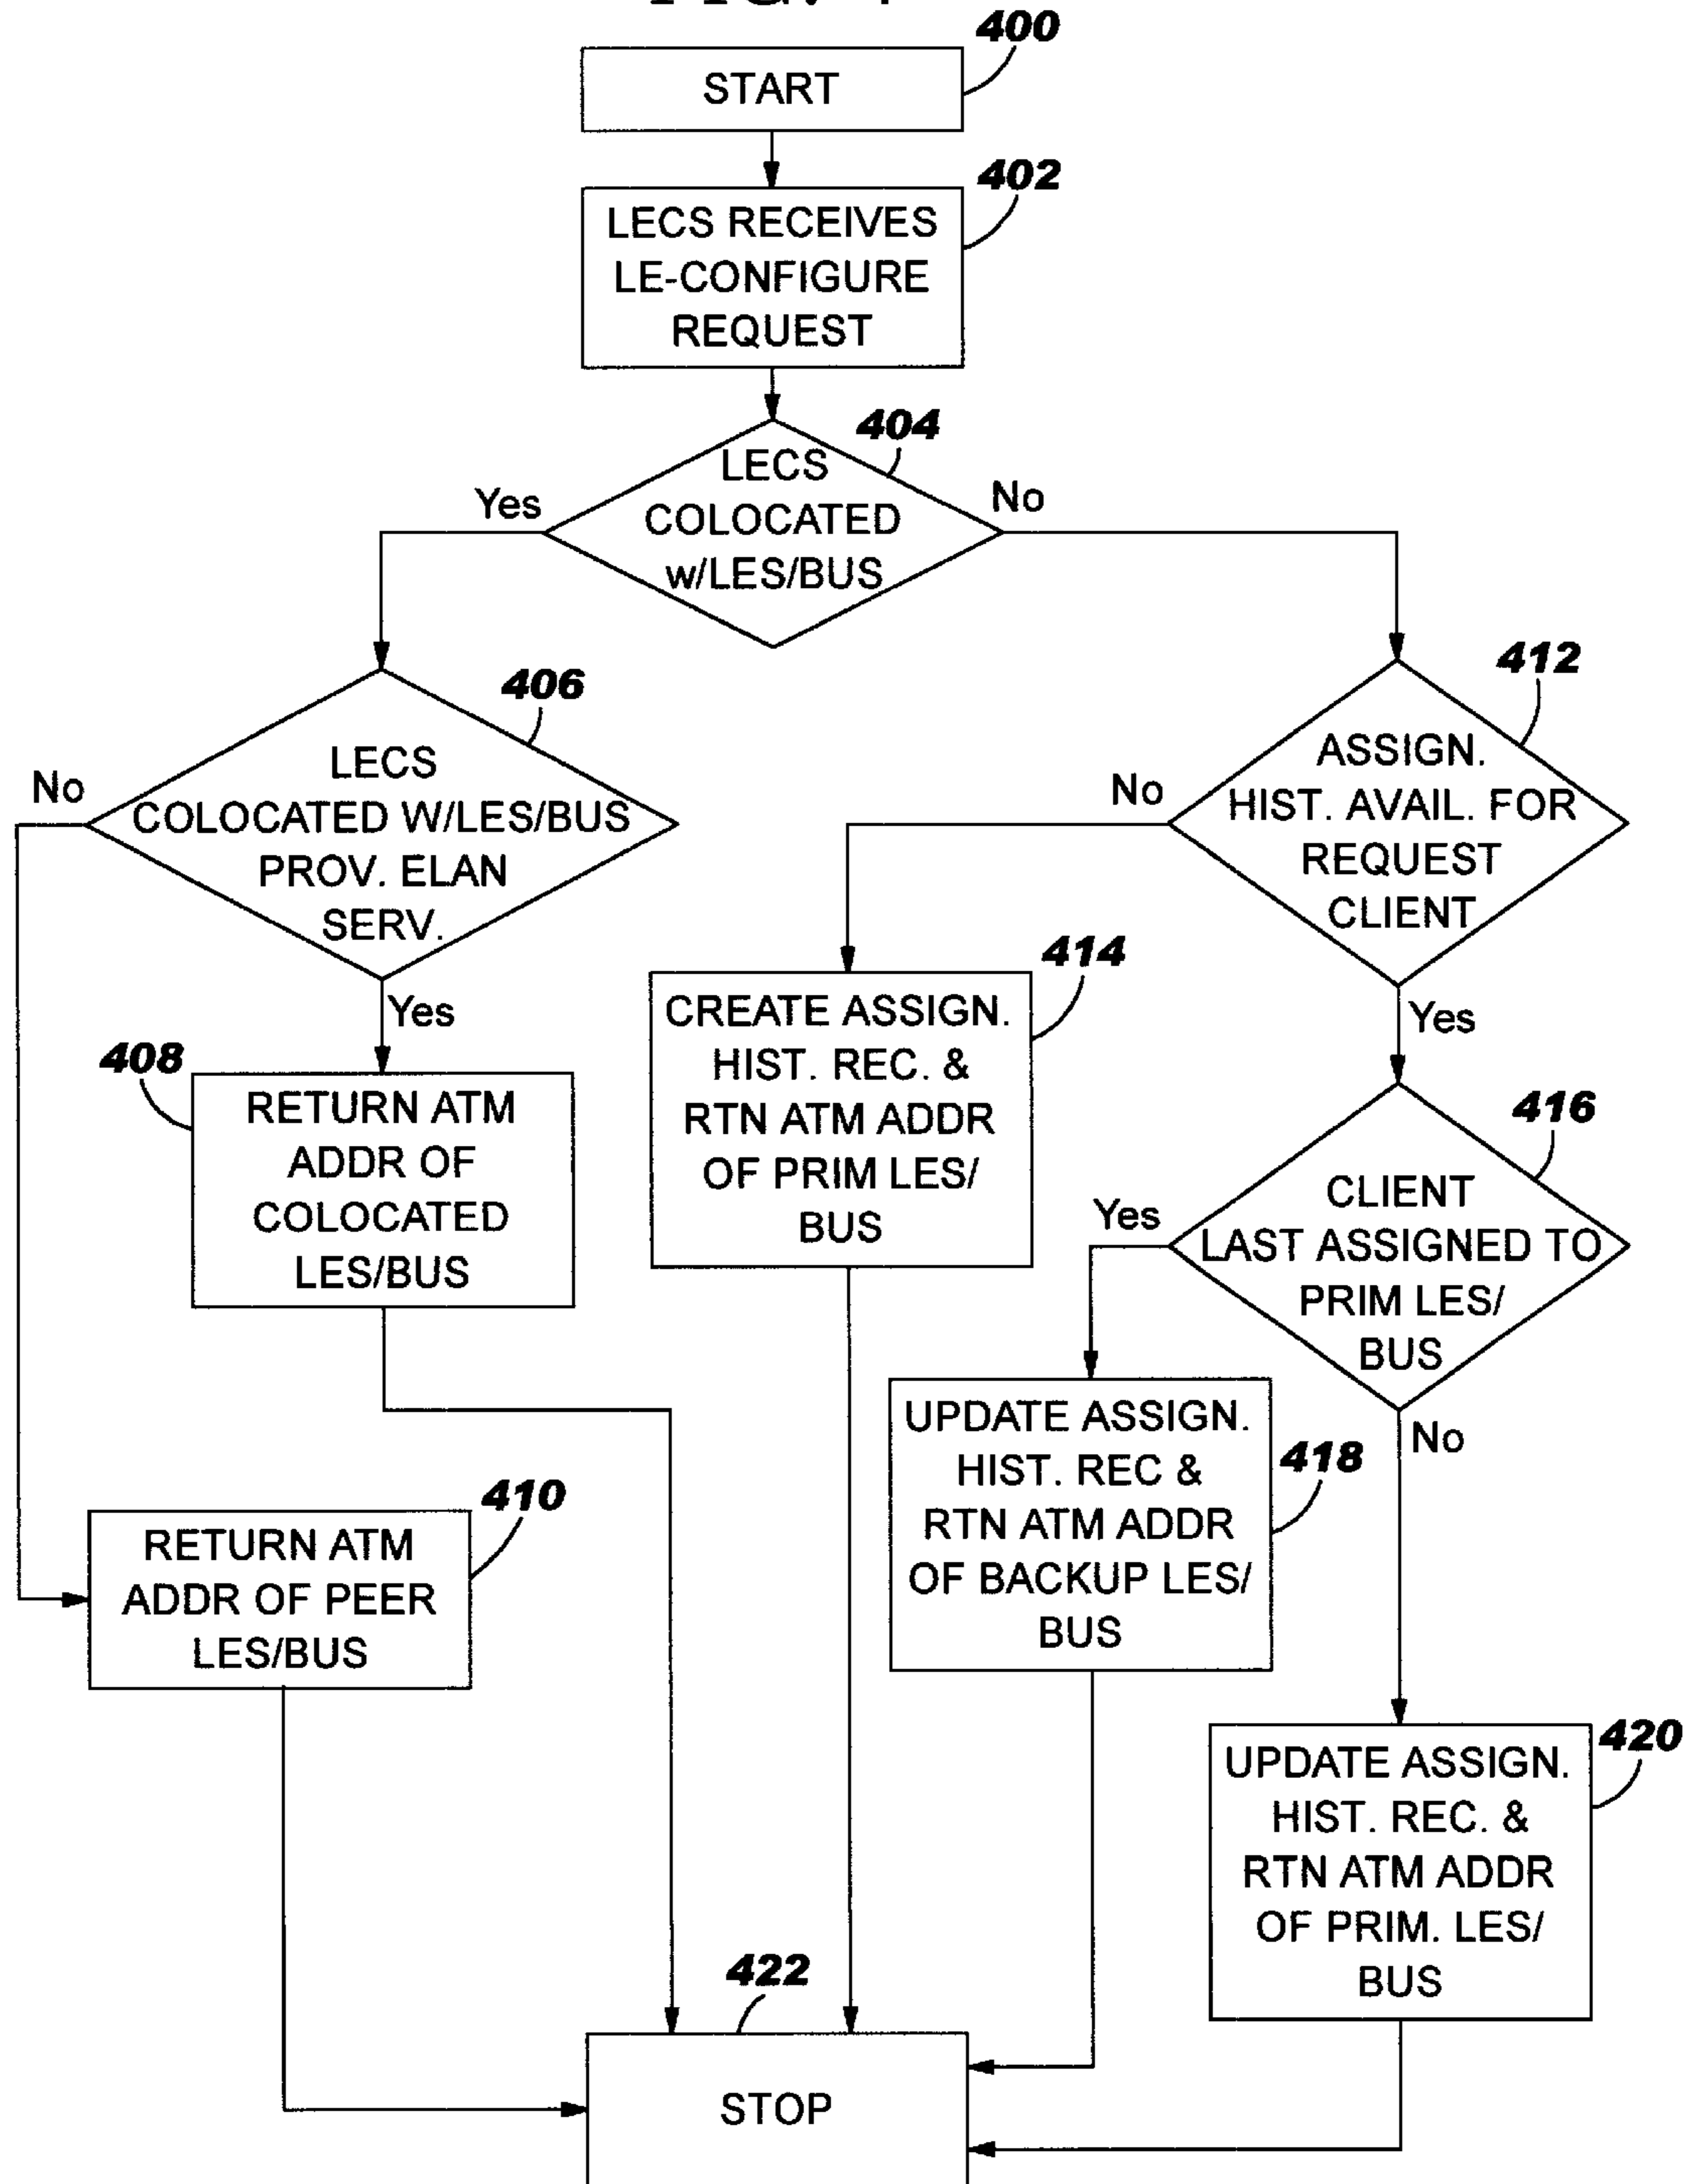 400
START
402
LECS RECEIVES
LE-CONFIGURE
REQUEST
404
LECS
COLOCATED
w/LES/BUS
Yes
No
406
LECS
COLOCATED W/LES/BUS
PROV. ELAN
SERV.
No
Yes
412
ASSIGN.
HIST. AVAIL. FOR
REQUEST
CLIENT
No
Yes
408
RETURN ATM
ADDR OF
COLOCATED
LES/BUS
414
CREATE ASSIGN.
HIST. REC. &
RTN ATM ADDR
OF PRIM LES/
BUS
416
CLIENT
LAST ASSIGNED TO
PRIM LES/
BUS
Yes
No
410
RETURN ATM
ADDR OF PEER
LES/BUS
418
UPDATE ASSIGN.
HIST. REC &
RTN ATM ADDR
OF BACKUP LES/
BUS
420
UPDATE ASSIGN.
HIST. REC. &
RTN ATM ADDR
OF PRIM. LES/
BUS
422
STOP